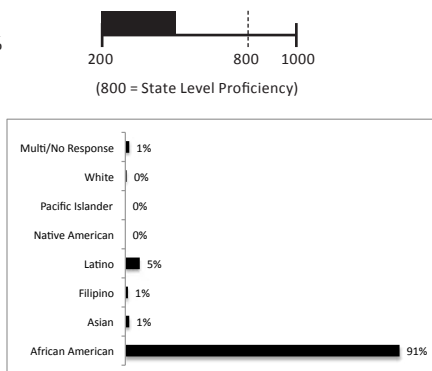 %
200 800 1000
(800 = State Level Proficiency)
Multi/No Response 1%
White 0%
Pacific Islander 0%
Native American 0%
Latino 5%
Filipino 1%
Asian 1%
African American 91%